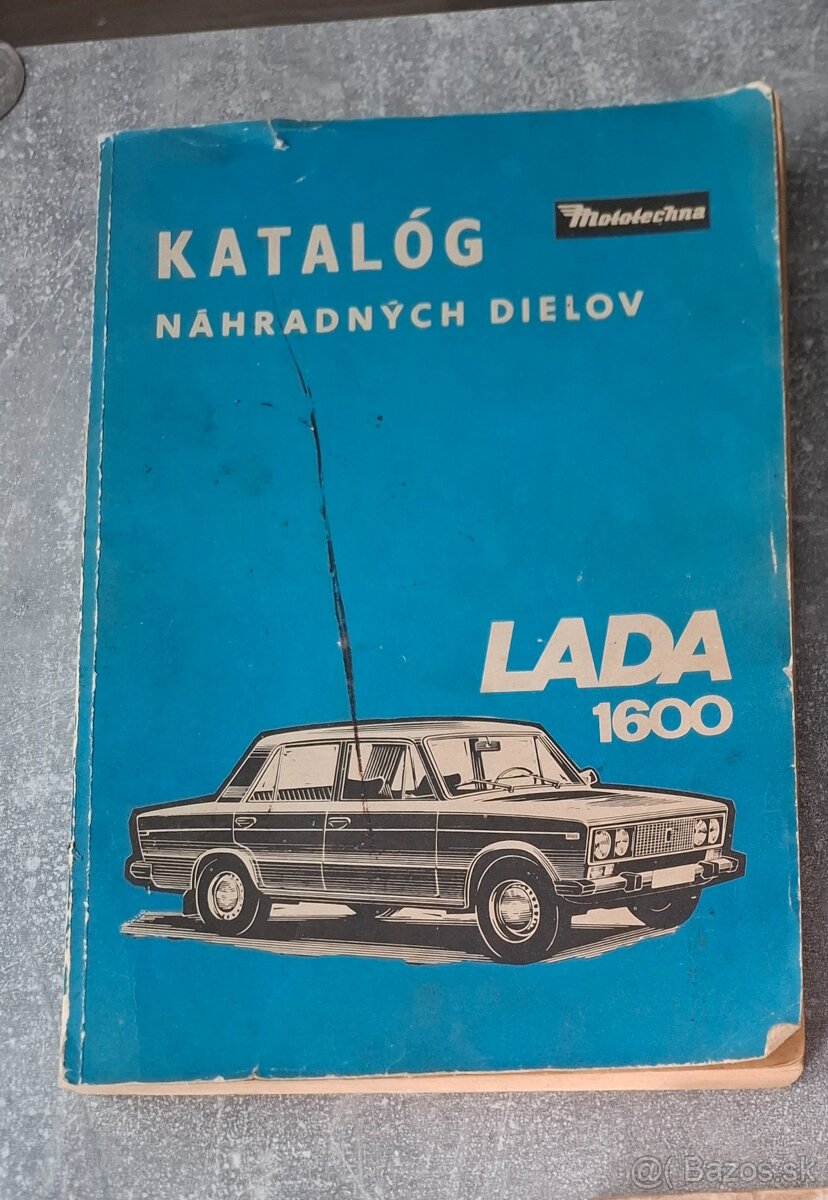 Mototechna
KATALÓG
NÁHRADNÝCH DIELOV
LADA
1600
@( Bazos.sk